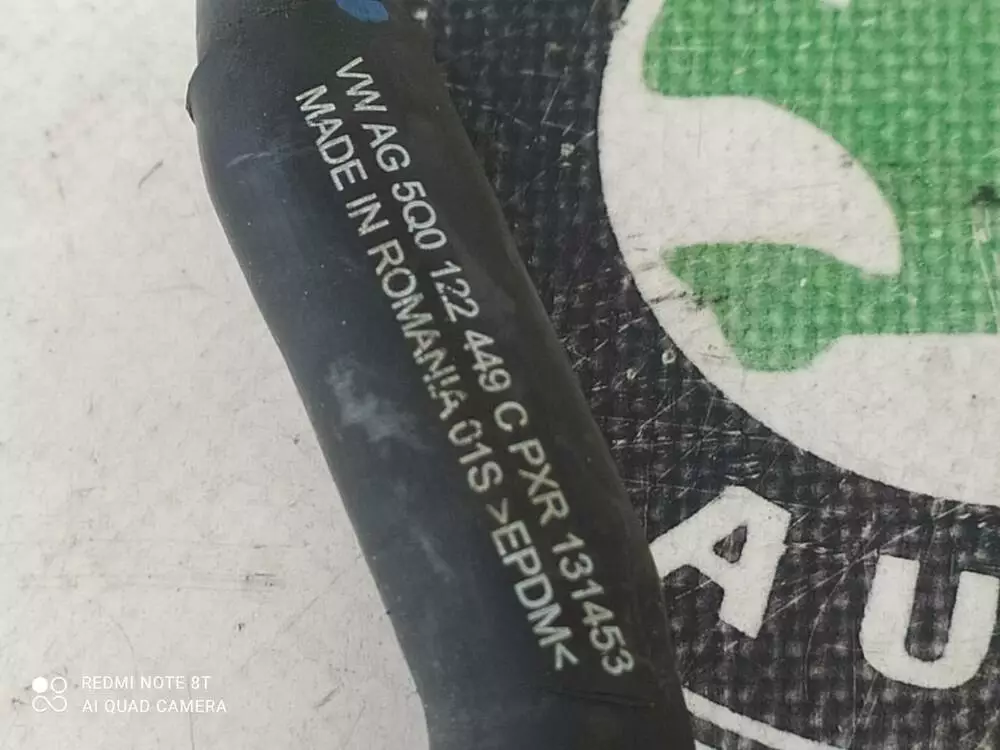 VW AG 5Q0 122 449 C PXR 131453
MADE IN ROMANIA 01S >EPDM<
AU
REDMI NOTE 8T
AI QUAD CAMERA